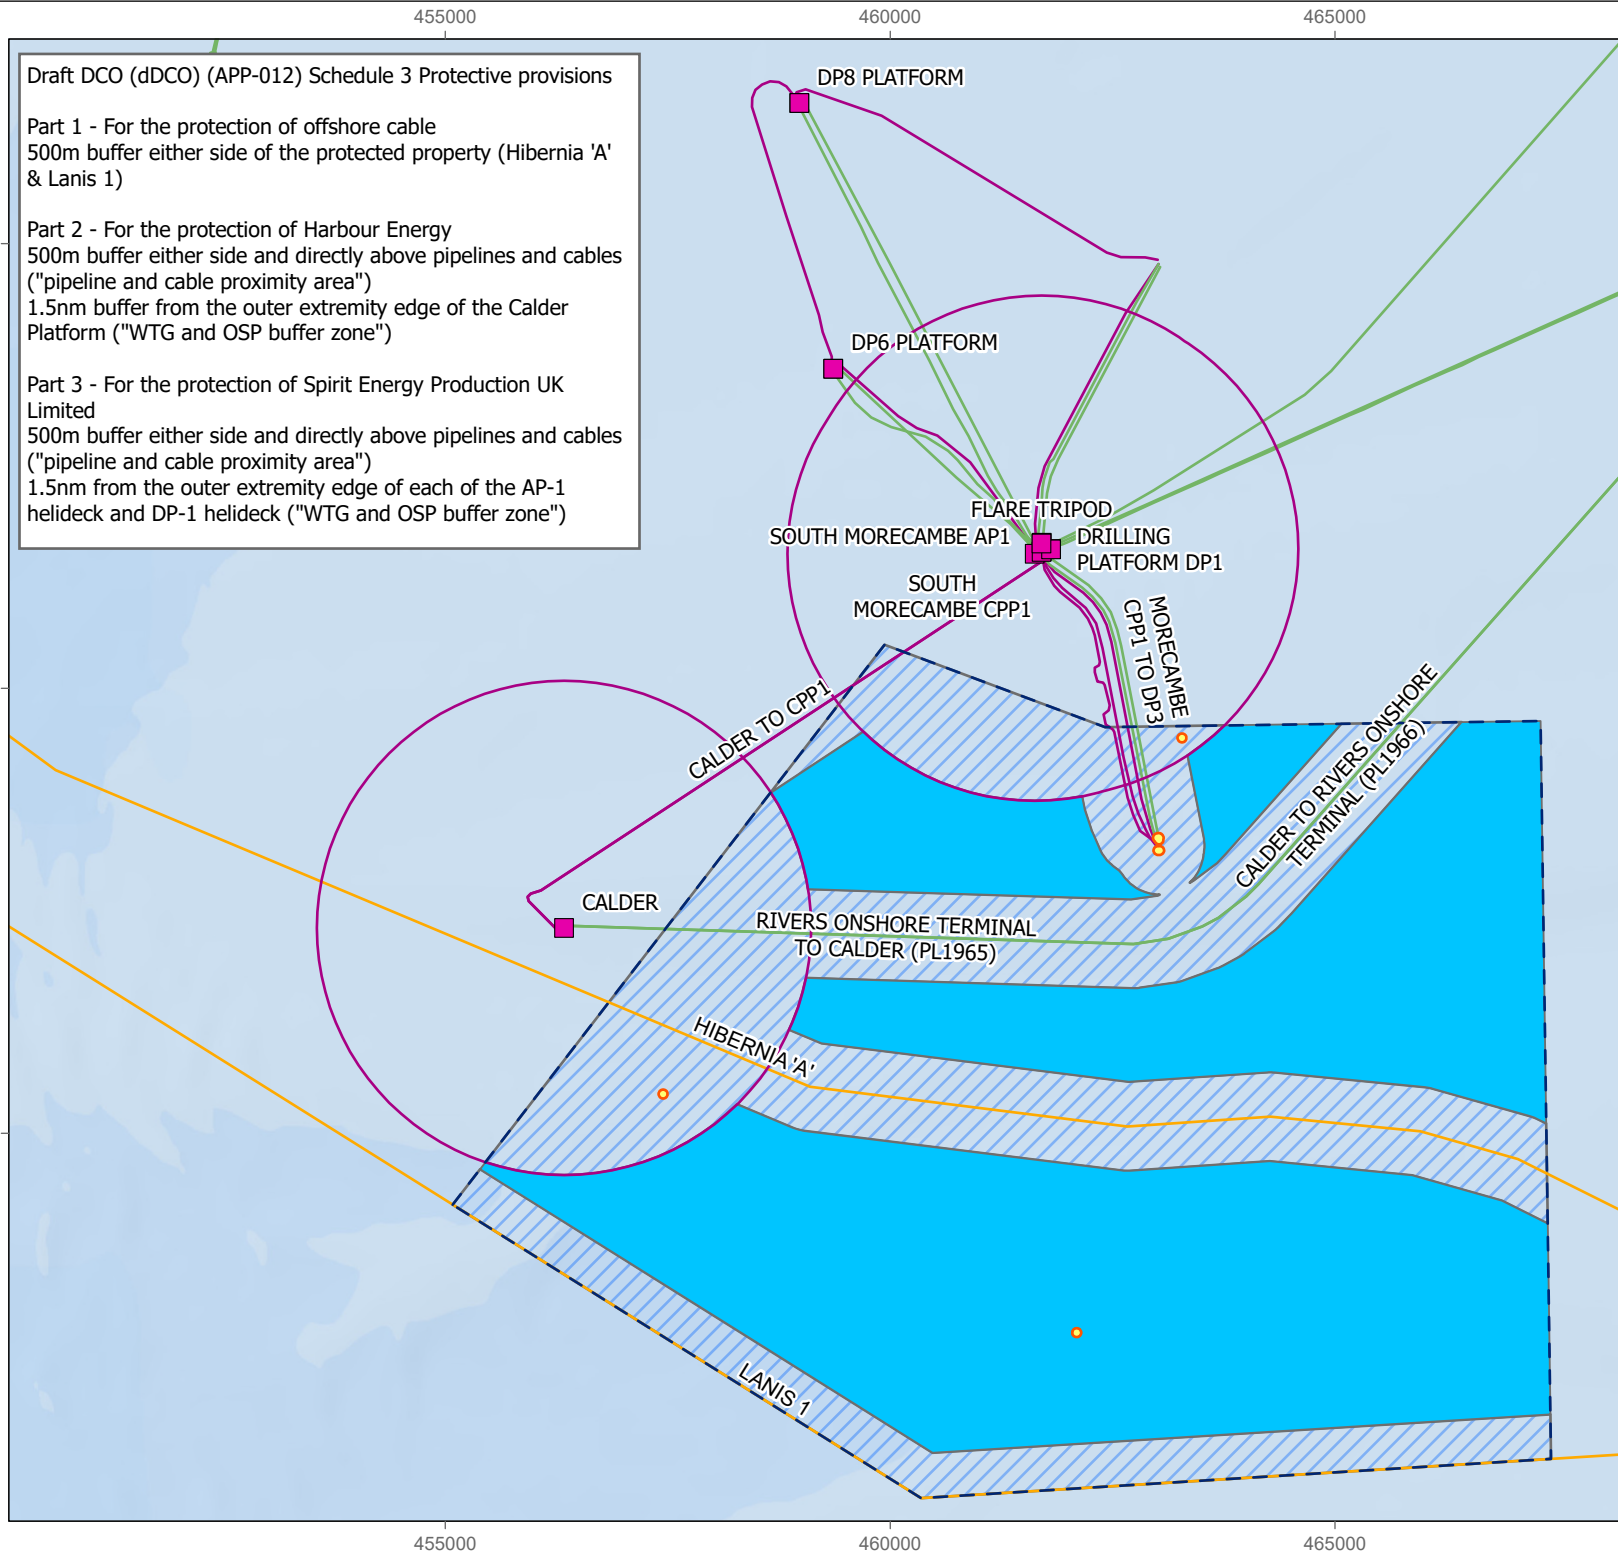 455000
460000
465000
Draft DCO (dDCO) (APP-012) Schedule 3 Protective provisions
Part 1 - For the protection of offshore cable
500m buffer either side of the protected property (Hibernia 'A'
& Lanis 1)
Part 2 - For the protection of Harbour Energy
500m buffer either side and directly above pipelines and cables
("pipeline and cable proximity area")
1.5nm buffer from the outer extremity edge of the Calder
Platform ("WTG and OSP buffer zone")
Part 3 - For the protection of Spirit Energy Production UK
Limited
500m buffer either side and directly above pipelines and cables
("pipeline and cable proximity area")
1.5nm from the outer extremity edge of each of the AP-1
helideck and DP-1 helideck ("WTG and OSP buffer zone")
DP8 PLATFORM
DP6 PLATFORM
FLARE TRIPOD
SOUTH MORECAMBE AP1
DRILLING
PLATFORM DP1
SOUTH
MORECAMBE CPP1
MORECAMBE
CPP1 TO DP3
CALDER TO CPP1
CALDER TO RIVERS ONSHORE
TERMINAL (PL1966)
CALDER
RIVERS ONSHORE TERMINAL
TO CALDER (PL1965)
HIBERNIA 'A'
LANIS 1
455000
460000
465000